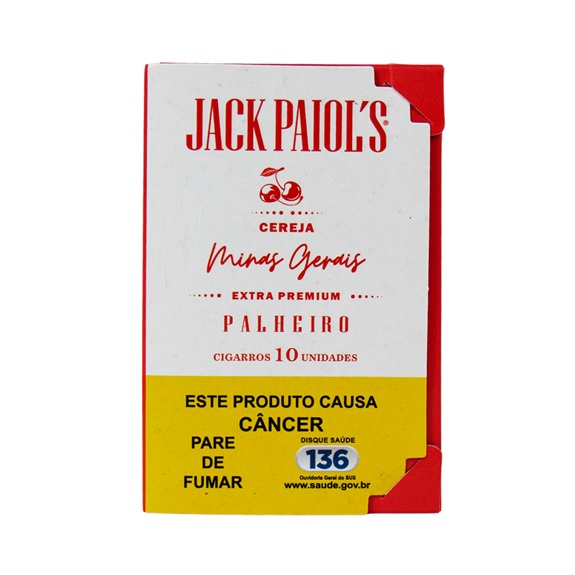 JACK PAIOL'S®
CEREJA
Minas Gerais
EXTRA PREMIUM
PALHEIRO
CIGARROS 10 UNIDADES
ESTE PRODUTO CAUSA
CÂNCER
PARE
DE
FUMAR
DISQUE SAÚDE
136
Ouvidoria Geral do SUS
www.saude.gov.br